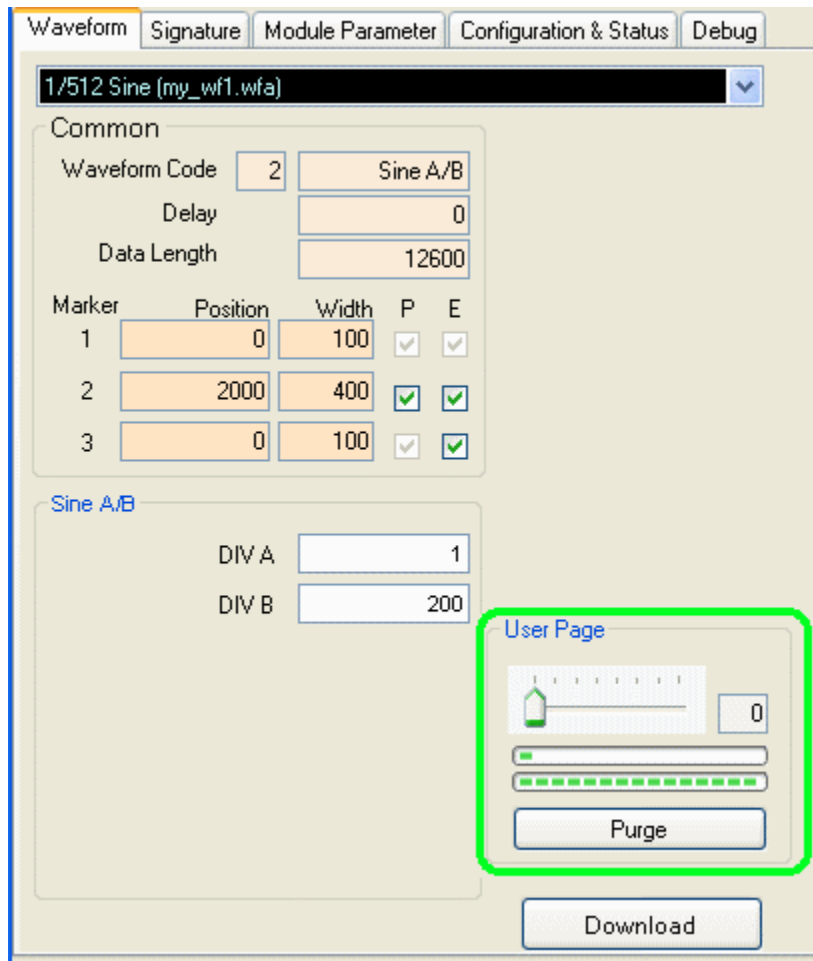 Waveform Signature Module Parameter Configuration & Status Debug
1/512 Sine (my_wf1.wfa)
Common
Waveform Code 2 Sine A/B
Delay 0
Data Length 12600
Marker Position Width P E
1 0 100
2 2000 400
3 0 100
Sine A/B
DIV A 1
DIV B 200
User Page
0
Purge
Download